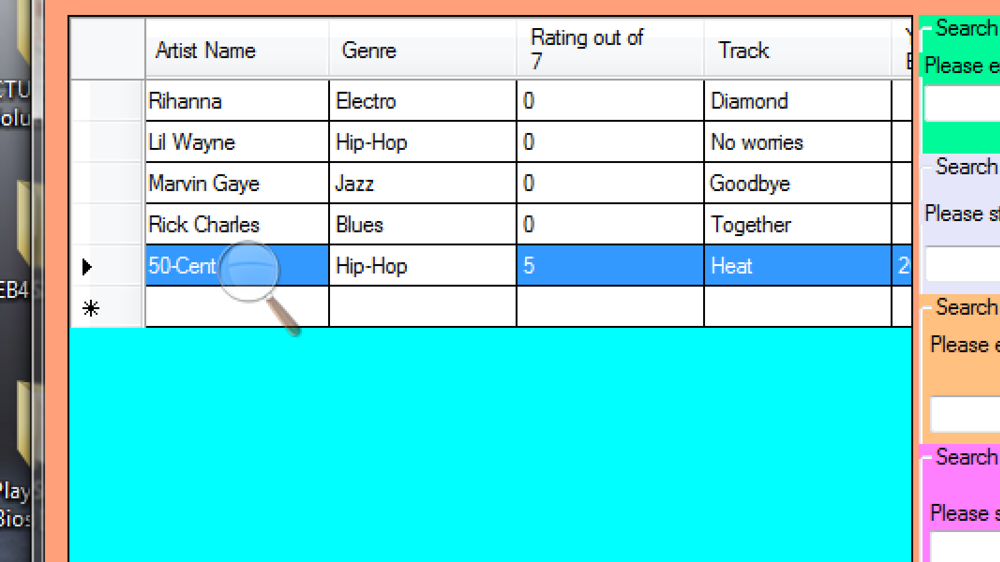 Artist Name Genre Rating out of 7 Track
Rihanna Electro 0 Diamond
Lil Wayne Hip-Hop 0 No worries
Marvin Gaye Jazz 0 Goodbye
Rick Charles Blues 0 Together
50-Cent Hip-Hop 5 Heat 2
Search
Please e
Search
Please st
Search
Please e
Search
Please s
CTU
olu
EB4
Play
Bios